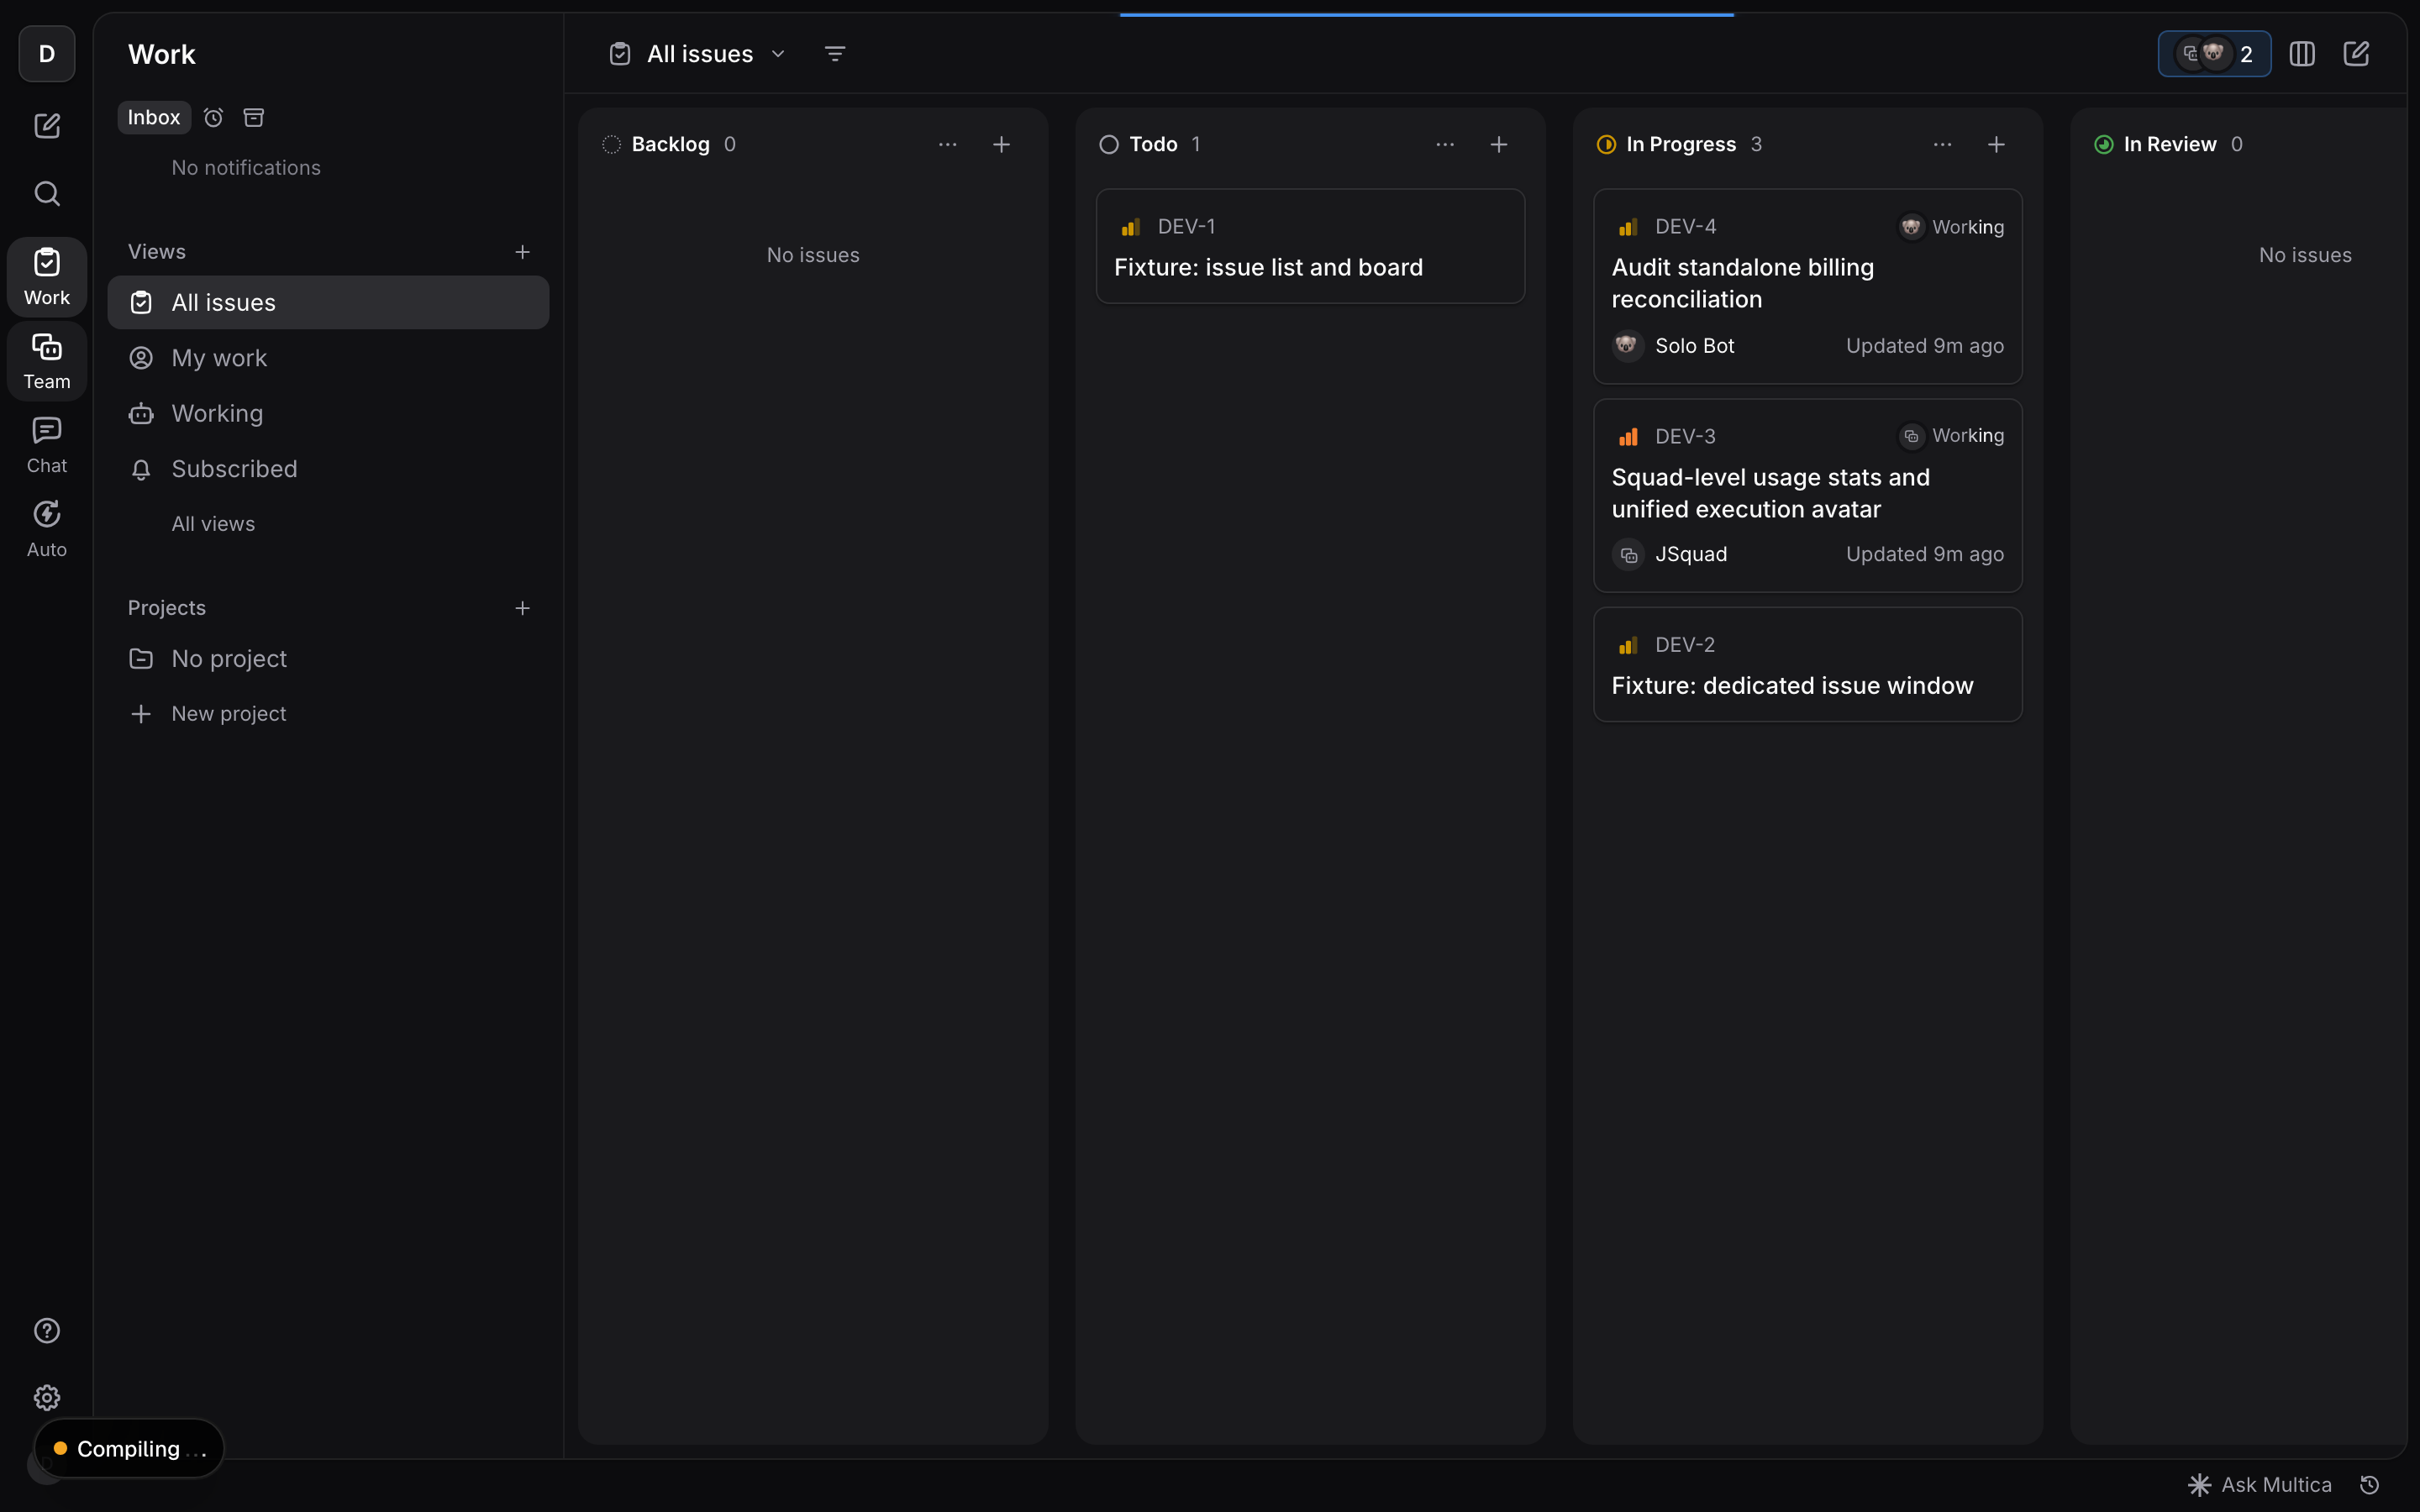 D
Work
Team
Chat
Auto
Work
Inbox
No notifications
Views
All issues
My work
Working
Subscribed
All views
Projects
No project
New project
All issues
2
Backlog 0
No issues
Todo 1
DEV-1
Fixture: issue list and board
In Progress 3
DEV-4 Working
Audit standalone billing
reconciliation
Solo Bot Updated 9m ago
DEV-3 Working
Squad-level usage stats and
unified execution avatar
JSquad Updated 9m ago
DEV-2
Fixture: dedicated issue window
In Review 0
No issues
Compiling ...
Ask Multica